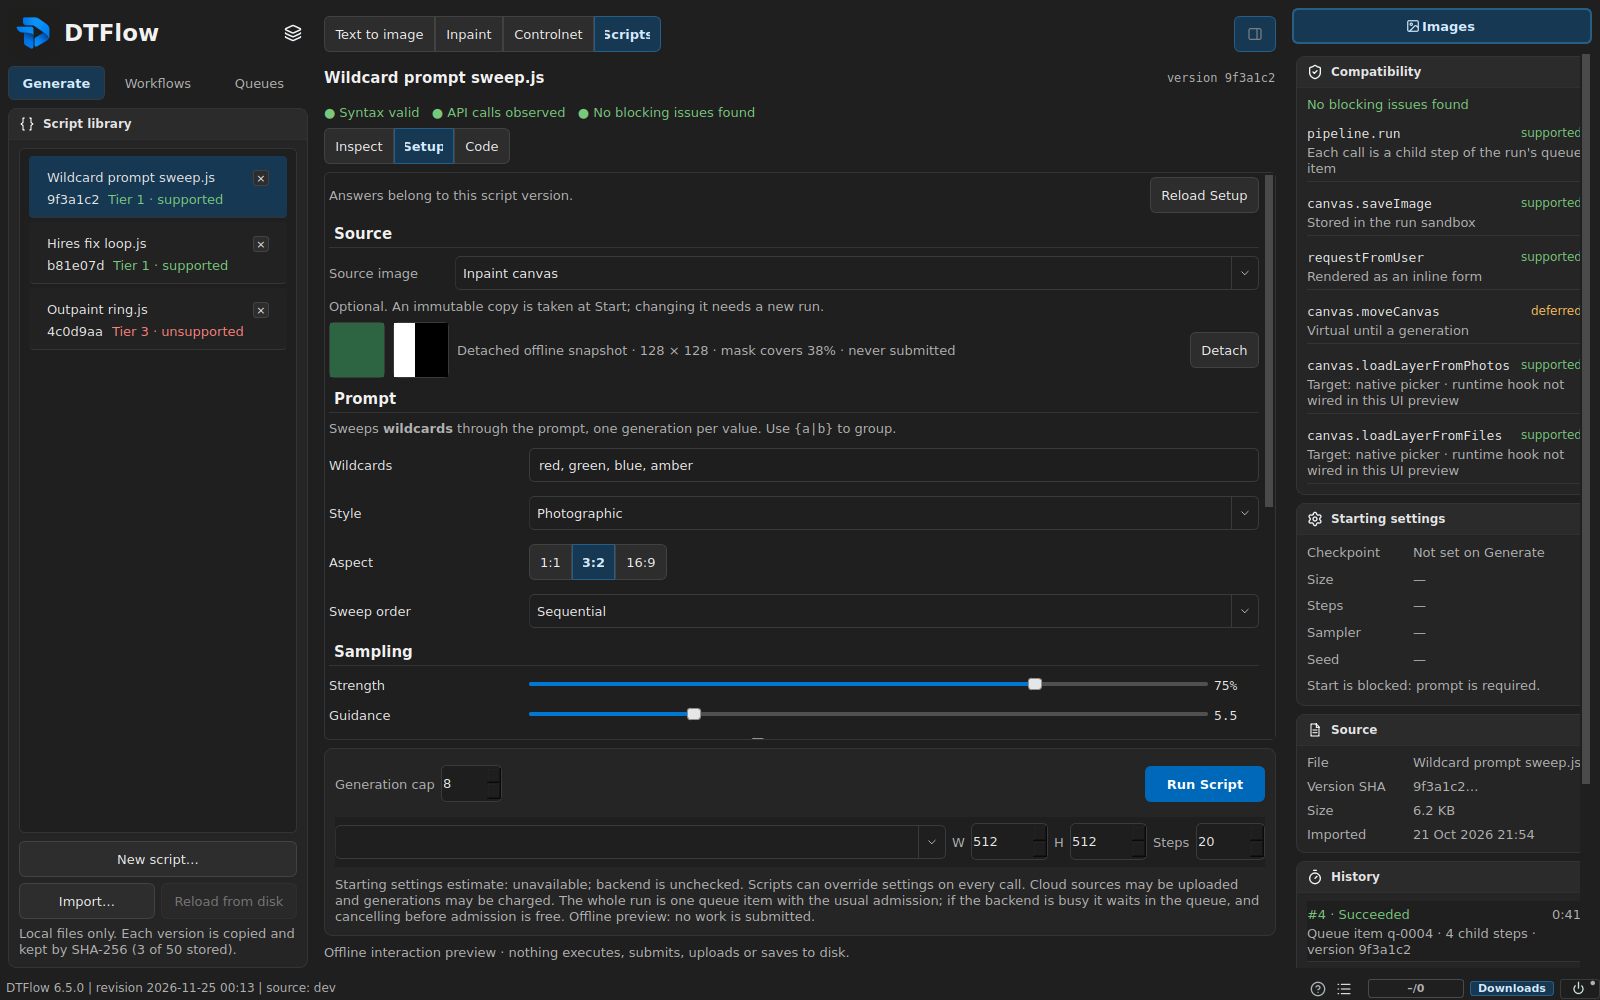 DTFlow
Generate
Workflows
Queues
Script library
Wildcard prompt sweep.js
9f3a1c2 Tier 1 · supported
Hires fix loop.js
b81e07d Tier 1 · supported
Outpaint ring.js
4c0d9aa Tier 3 · unsupported
New script...
Import...
Reload from disk
Local files only. Each version is copied and
kept by SHA-256 (3 of 50 stored).
Text to image
Inpaint
Controlnet
Scripts
Wildcard prompt sweep.js
version 9f3a1c2
Syntax valid
API calls observed
No blocking issues found
Inspect
Setup
Code
Answers belong to this script version.
Reload Setup
Source
Source image
Inpaint canvas
Optional. An immutable copy is taken at Start; changing it needs a new run.
Detached offline snapshot · 128 × 128 · mask covers 38% · never submitted
Detach
Prompt
Sweeps wildcards through the prompt, one generation per value. Use {a|b} to group.
Wildcards
red, green, blue, amber
Style
Photographic
Aspect
1:1
3:2
16:9
Sweep order
Sequential
Sampling
Strength
75%
Guidance
5.5
Generation cap
8
Run Script
W
512
H
512
Steps
20
Starting settings estimate: unavailable; backend is unchecked. Scripts can override settings on every call. Cloud sources may be uploaded
and generations may be charged. The whole run is one queue item with the usual admission; if the backend is busy it waits in the queue, and
cancelling before admission is free. Offline preview: no work is submitted.
Offline interaction preview · nothing executes, submits, uploads or saves to disk.
Images
Compatibility
No blocking issues found
pipeline.run
supported
Each call is a child step of the run's queue
item
canvas.saveImage
supported
Stored in the run sandbox
requestFromUser
supported
Rendered as an inline form
canvas.moveCanvas
deferred
Virtual until a generation
canvas.loadLayerFromPhotos
supported
Target: native picker · runtime hook not
wired in this UI preview
canvas.loadLayerFromFiles
supported
Target: native picker · runtime hook not
wired in this UI preview
Starting settings
Checkpoint
Not set on Generate
Size
—
Steps
—
Sampler
—
Seed
—
Start is blocked: prompt is required.
Source
File
Wildcard prompt sweep.js
Version SHA
9f3a1c2...
Size
6.2 KB
Imported
21 Oct 2026 21:54
History
#4 · Succeeded
0:41
Queue item q-0004 · 4 child steps ·
version 9f3a1c2
DTFlow 6.5.0 | revision 2026-11-25 00:13 | source: dev
–/0
Downloads